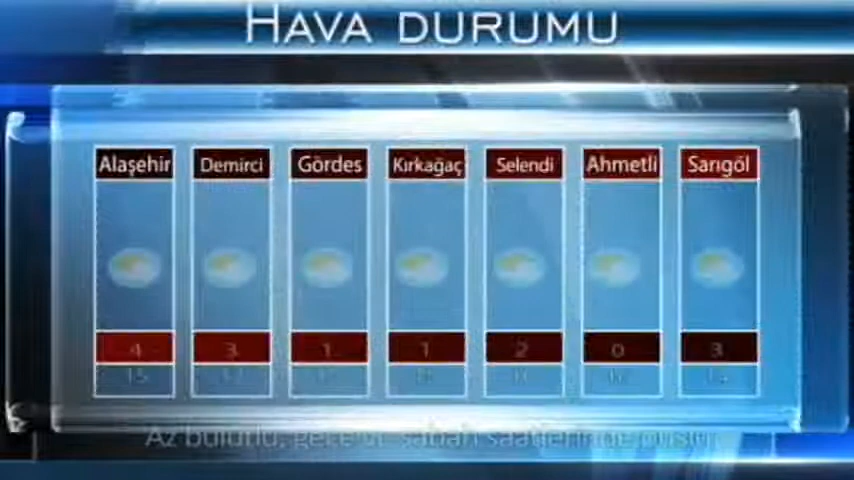 HAVA DURUMU
Alaşehir Demirci Gördes Kırkağaç Selendi Ahmetli Sarıgöl
4 3 1 1 2 0 3
15
Az bulutlu, gece ve sabah saatlerinde puslu